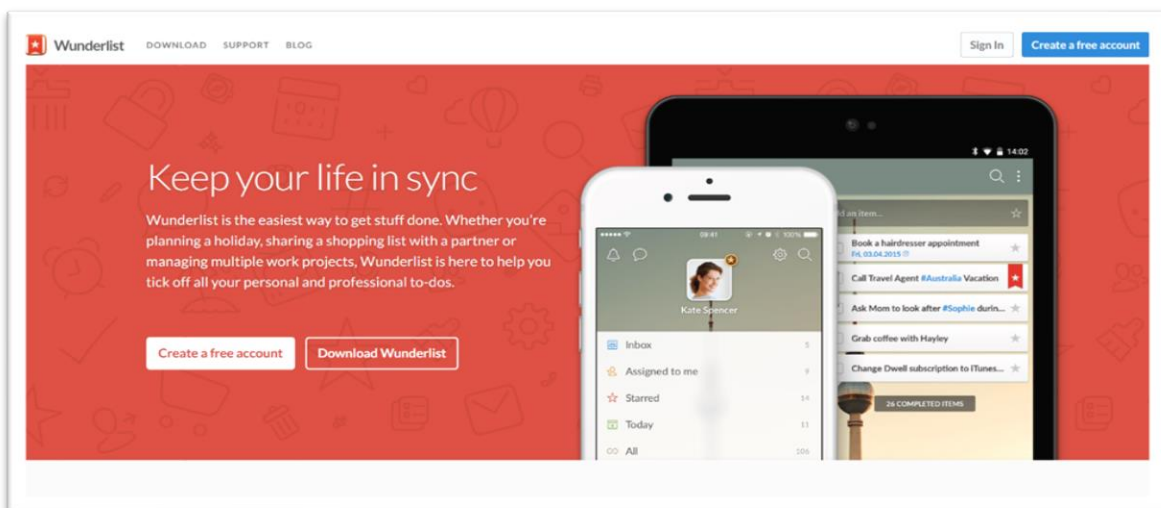 Wunderlist DOWNLOAD SUPPORT BLOG Sign In Create a free account
Keep your life in sync
Wunderlist is the easiest way to get stuff done. Whether you're
planning a holiday, sharing a shopping list with a partner or
managing multiple work projects, Wunderlist is here to help you
tick off all your personal and professional to-dos.
Create a free account Download Wunderlist
09:41 100%
Kate Spencer
Inbox 5
Assigned to me 9
Starred 14
Today 11
All 106
14:02
an item...
Book a hairdresser appointment
Fri, 03.04.2015
Call Travel Agent #Australia Vacation
Ask Mom to look after #Sophie durin...
Grab coffee with Hayley
Change Dwell subscription to iTunes...
26 COMPLETED ITEMS